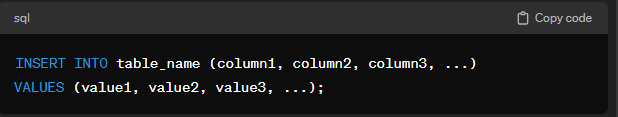 sql Copy code
INSERT INTO table_name (column1, column2, column3, ...)
VALUES (value1, value2, value3, ...);